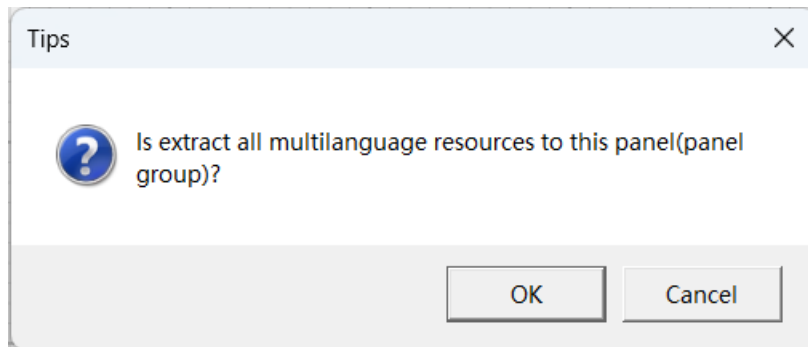 Tips
Is extract all multilanguage resources to this panel(panel
group)?
OK
Cancel